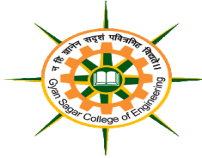 न हि ज्ञानेन सदृशं पवित्रमिह विद्यते॥
Gyan Sagar College of Engineering